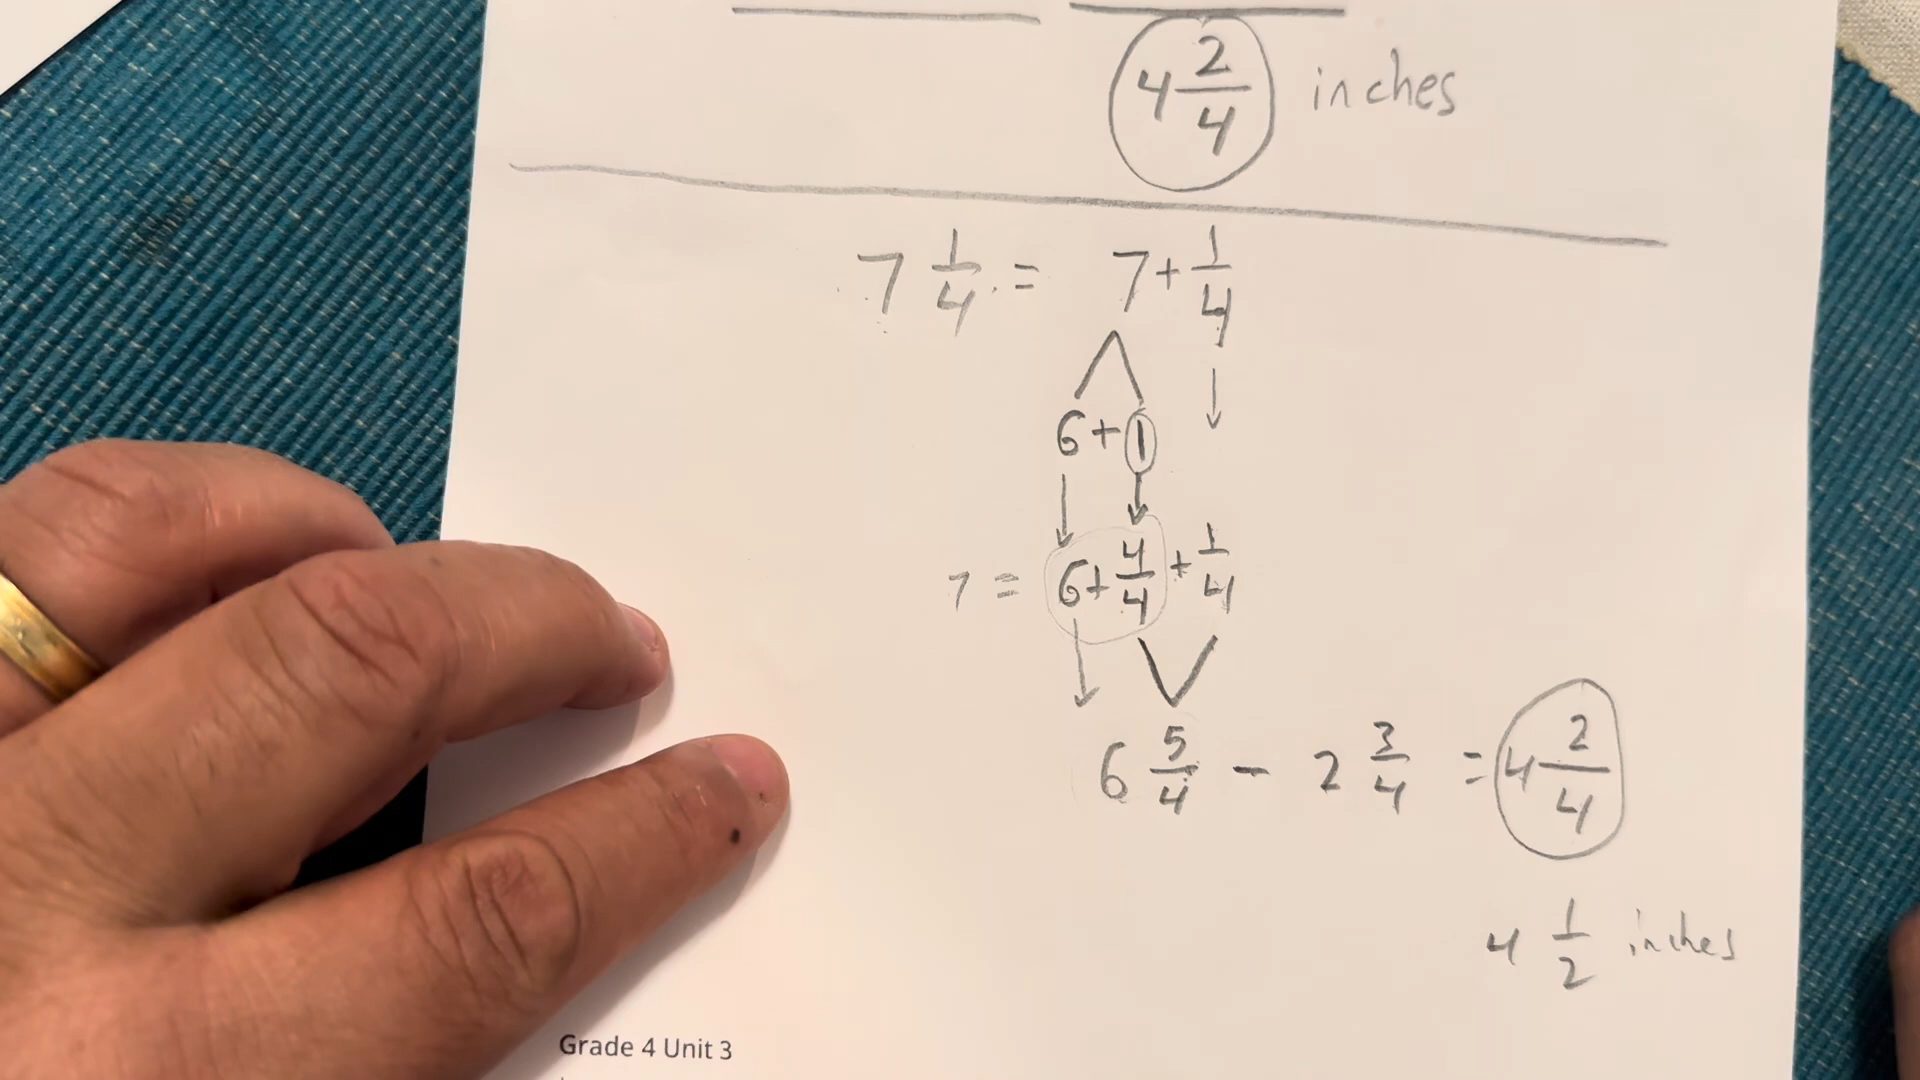 4 2/4 inches
7 1/4 = 7 + 1/4
6 + 1
7 = 6 + 4/4 + 1/4
6 5/4 - 2 3/4 = 4 2/4
4 1/2 inches
Grade 4 Unit 3